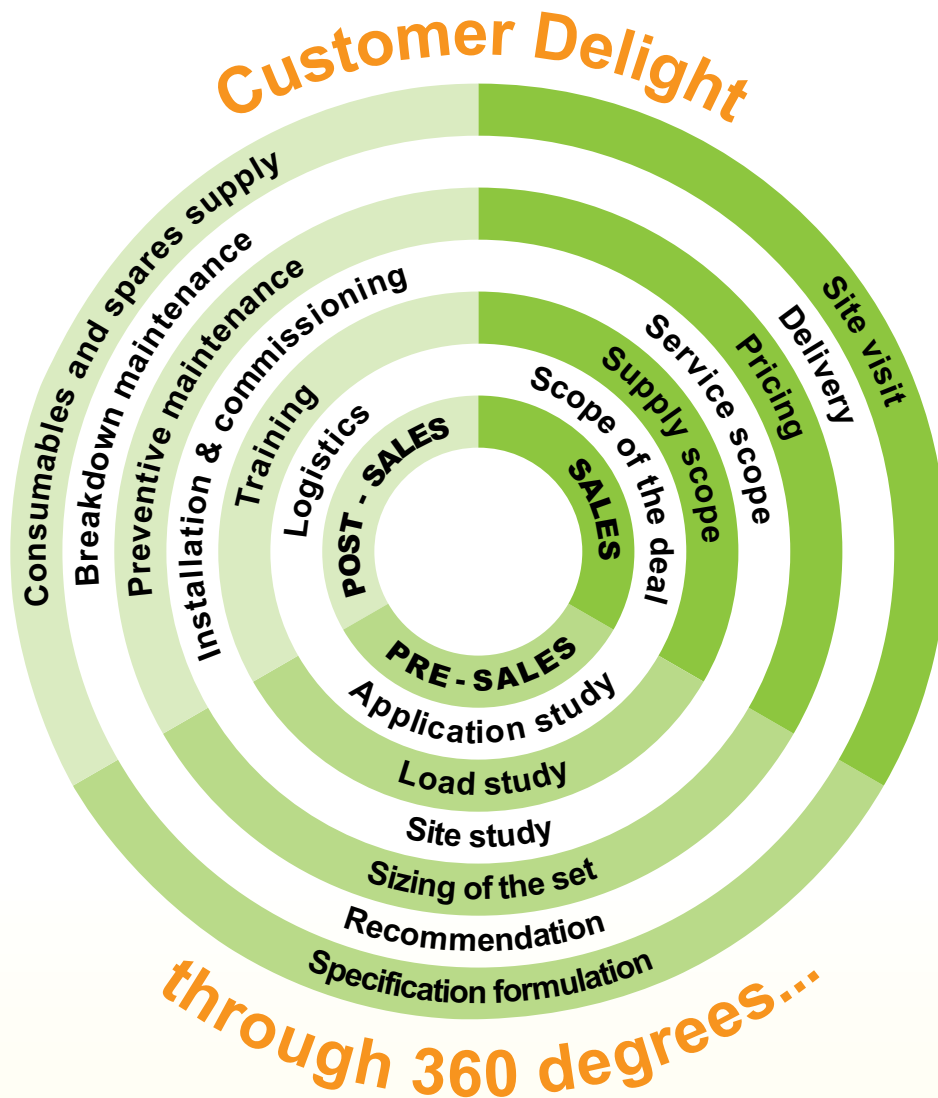 Customer Delight
POST - SALES
Logistics
Training
Installation & commissioning
Preventive maintenance
Breakdown maintenance
Consumables and spares supply
SALES
Scope of the deal
Supply scope
Service scope
Pricing
Delivery
Site visit
PRE - SALES
Application study
Load study
Site study
Sizing of the set
Recommendation
Specification formulation
through 360 degrees...